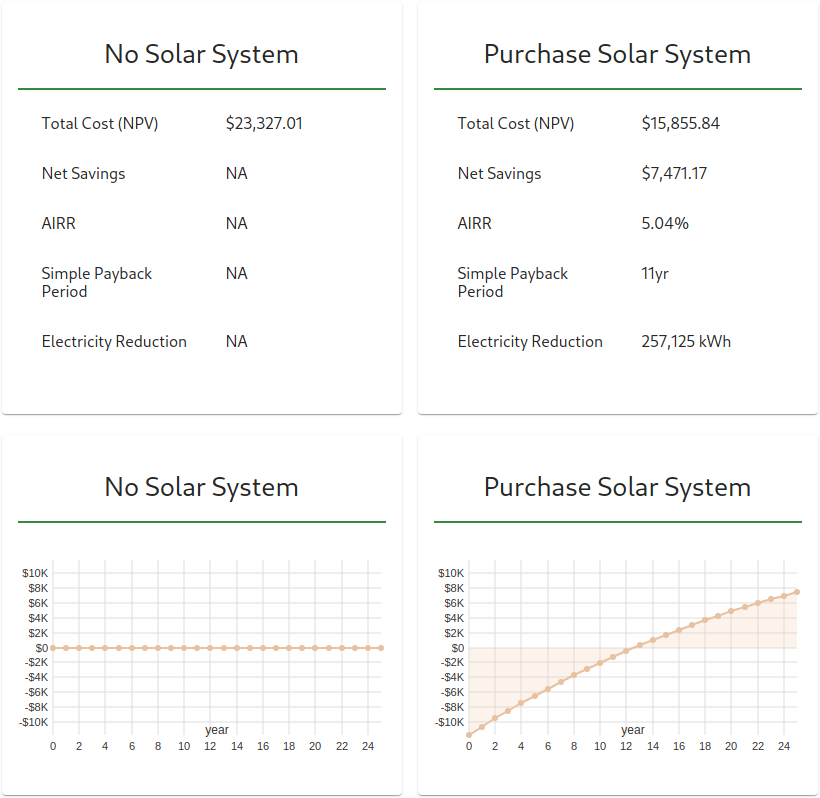 No Solar System
Total Cost (NPV) $23,327.01
Net Savings NA
AIRR NA
Simple Payback NA
Period
Electricity Reduction NA
Purchase Solar System
Total Cost (NPV) $15,855.84
Net Savings $7,471.17
AIRR 5.04%
Simple Payback 11yr
Period
Electricity Reduction 257,125 kWh
No Solar System
$10K
$8K
$6K
$4K
$2K
$0
-$2K
-$4K
-$6K
-$8K
-$10K
year
0 2 4 6 8 10 12 14 16 18 20 22 24
Purchase Solar System
$10K
$8K
$6K
$4K
$2K
$0
-$2K
-$4K
-$6K
-$8K
-$10K
year
0 2 4 6 8 10 12 14 16 18 20 22 24